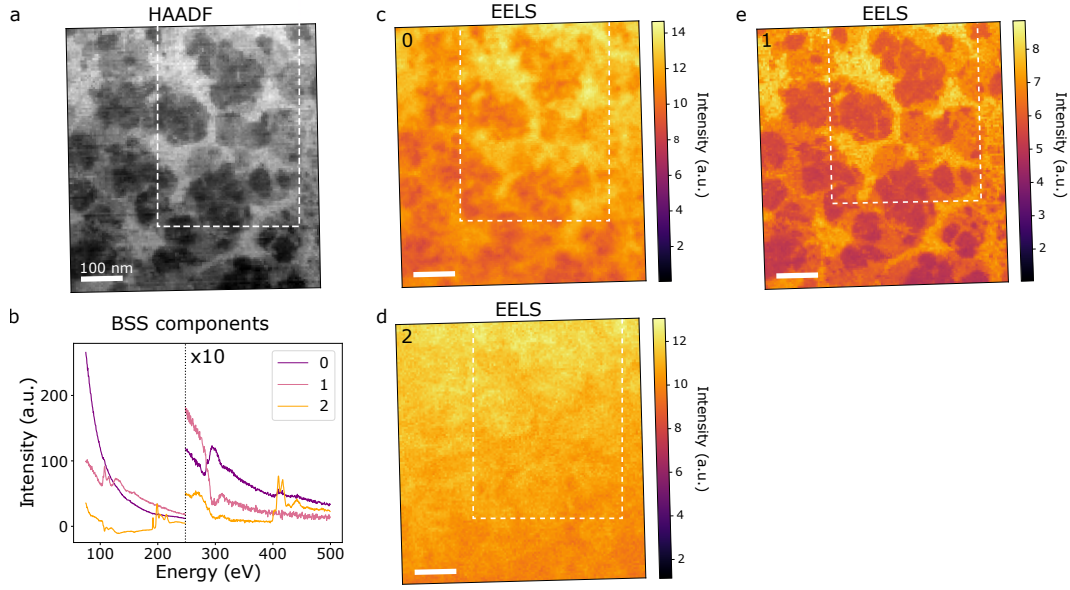 a
HAADF
100 nm
b
BSS components
x10
0
1
2
Intensity (a.u.)
200
100
0
100
200
300
400
500
Energy (eV)
c
EELS
0
14
12
10
8
6
4
2
Intensity (a.u.)
d
EELS
2
12
10
8
6
4
2
Intensity (a.u.)
e
EELS
1
8
7
6
5
4
3
2
Intensity (a.u.)